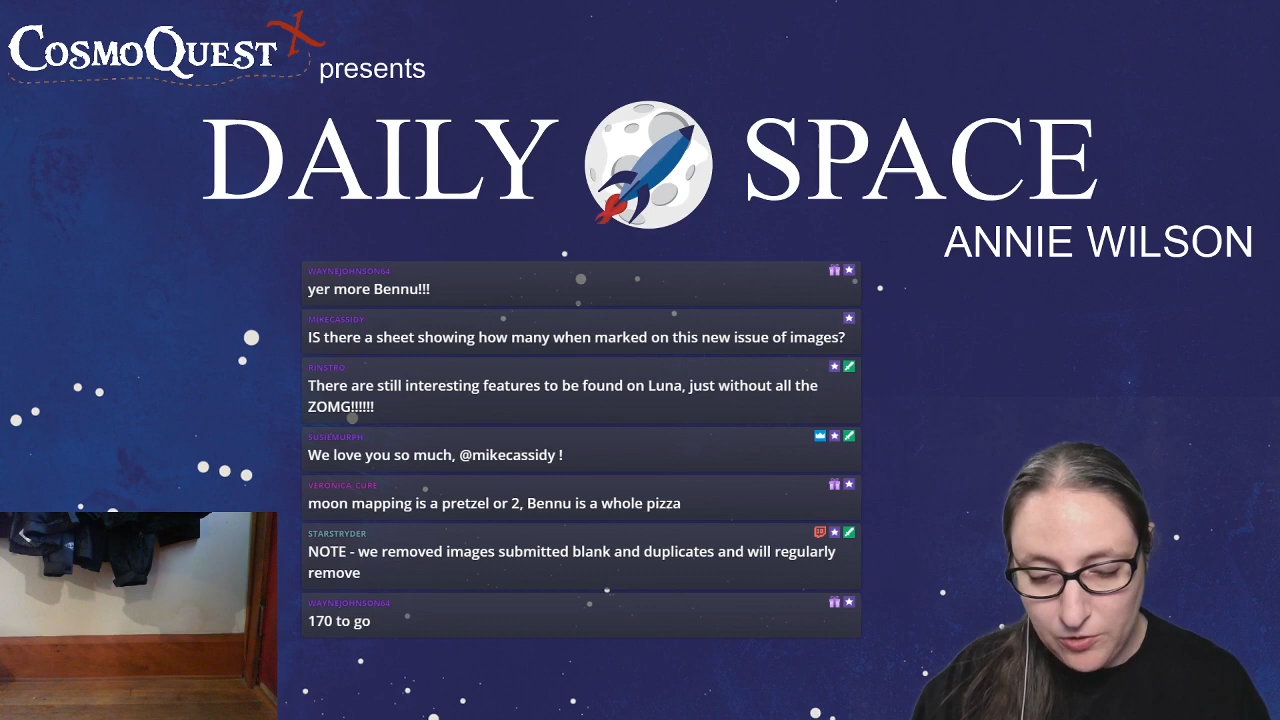 CosmoQuest X
presents
DAILY SPACE
ANNIE WILSON
WAYNEJOHNSON64
yer more Bennu!!!
MIKECASSIDY
IS there a sheet showing how many when marked on this new issue of images?
RINSTRO
There are still interesting features to be found on Luna, just without all the
ZOMG!!!!!!
SUSIEMURPH
We love you so much, @mikecassidy !
VERONICA_CURE
moon mapping is a pretzel or 2, Bennu is a whole pizza
STARSTRYDER
NOTE - we removed images submitted blank and duplicates and will regularly
remove
WAYNEJOHNSON64
170 to go